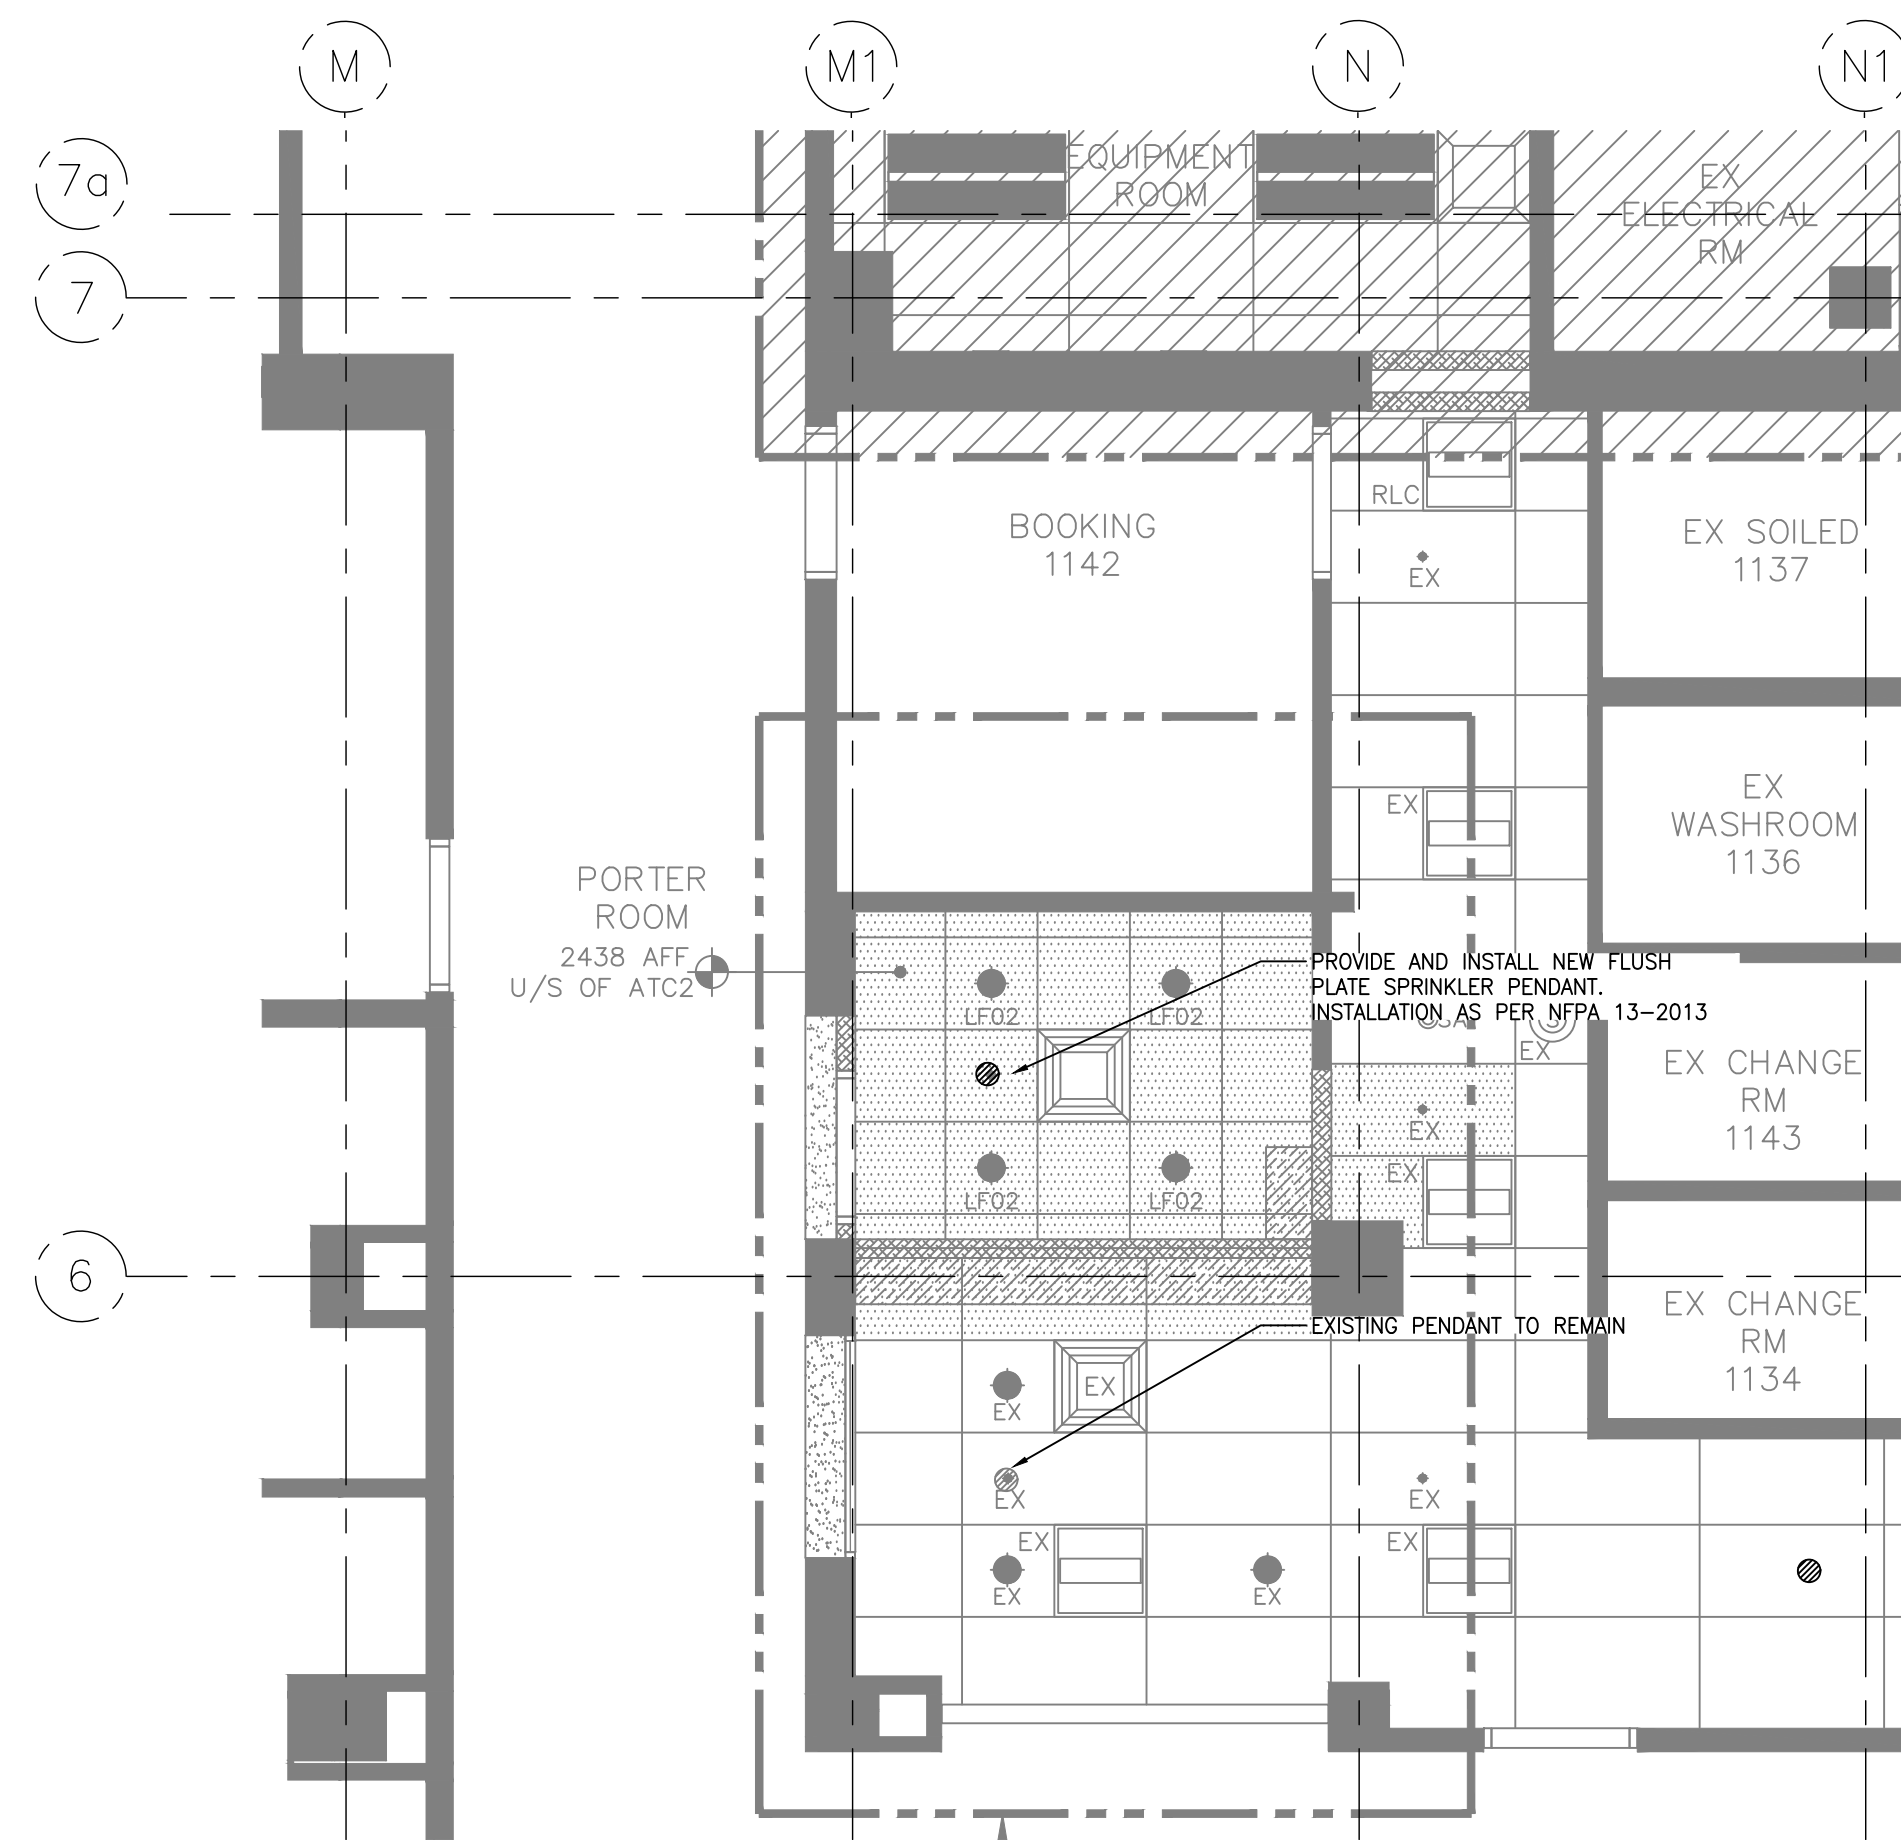 M
M1
N
N1
7a
7
6
EQUIPMENT
ROOM
EX
ELECTRICAL
RM
RLC
BOOKING
1142
EX
EX SOILED
1137
EX
EX
WASHROOM
1136
PORTER
ROOM
2438 AFF
U/S OF ATC2
PROVIDE AND INSTALL NEW FLUSH
PLATE SPRINKLER PENDANT.
INSTALLATION AS PER NFPA 13-2013
LF02
LF02
S
EX
EX CHANGE
RM
1143
EX
EX
LF02
LF02
EX CHANGE
RM
1134
EXISTING PENDANT TO REMAIN
EX
EX
EX
EX
EX
EX
EX
EX